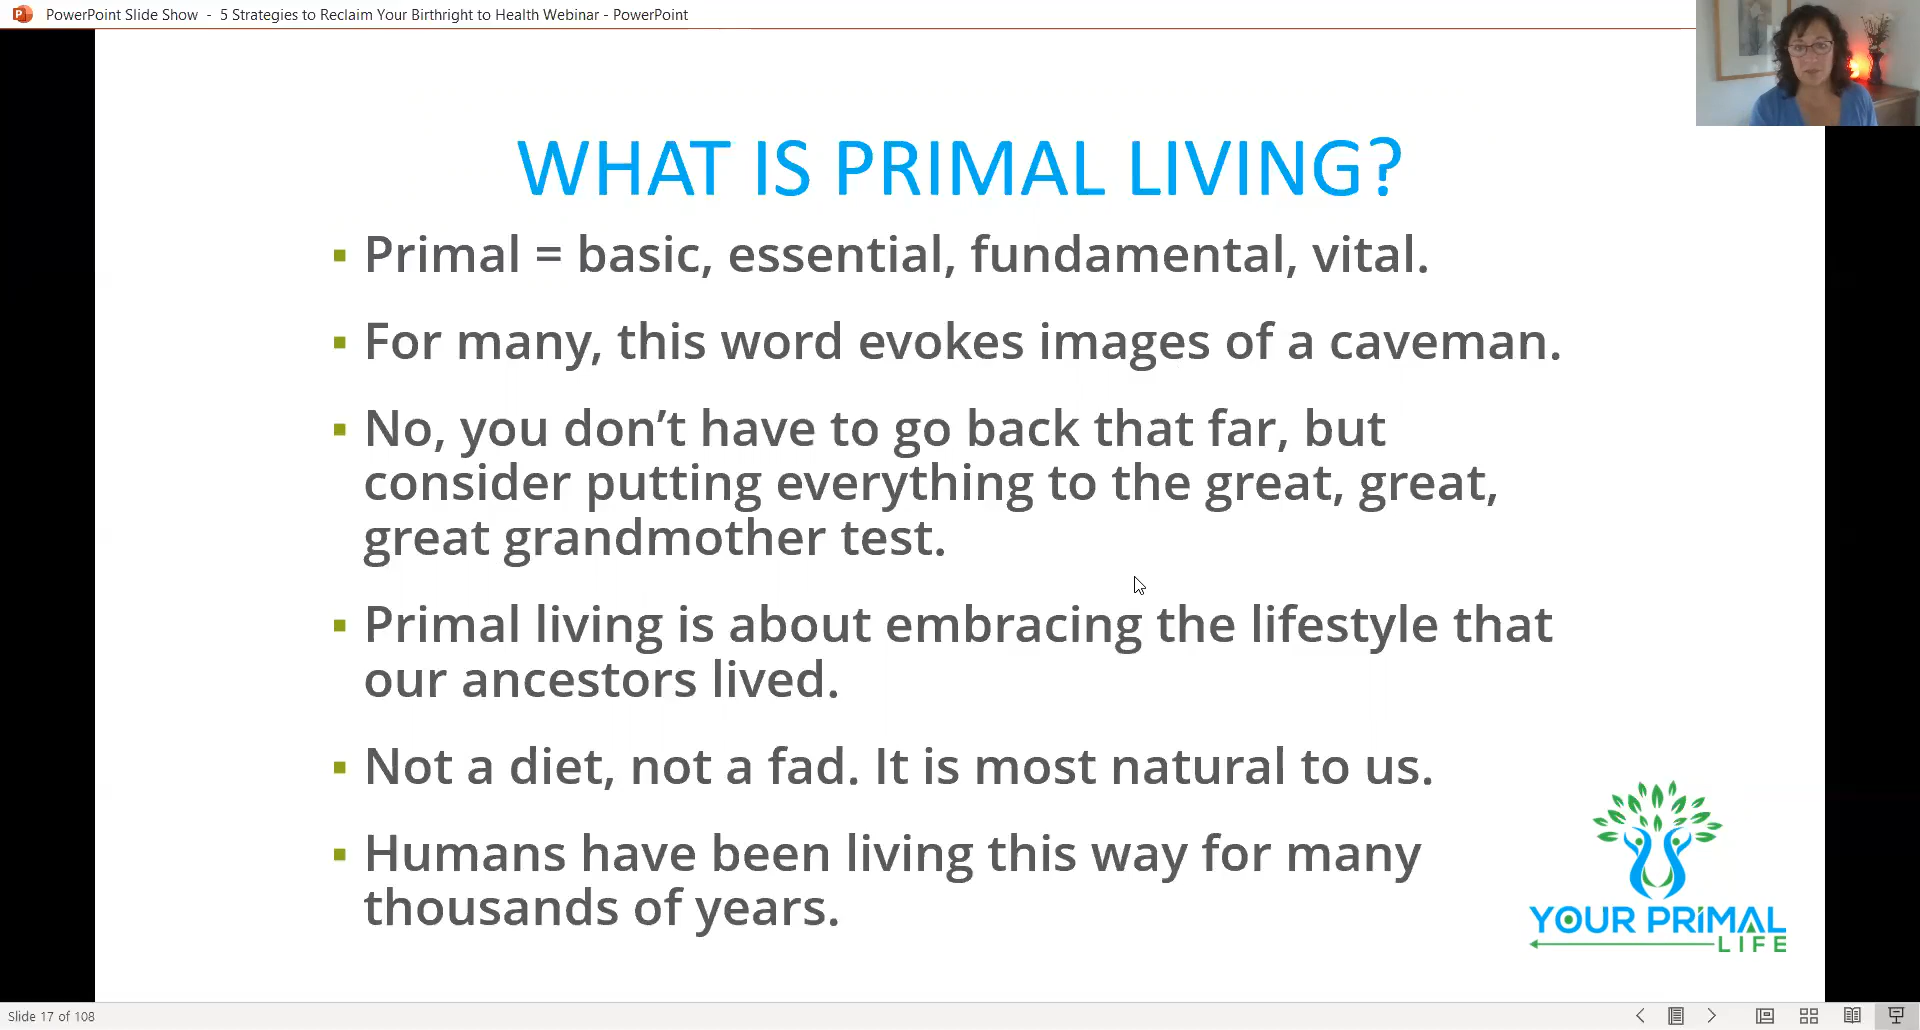 PowerPoint Slide Show - 5 Strategies to Reclaim Your Birthright to Health Webinar - PowerPoint
WHAT IS PRIMAL LIVING?
▪ Primal = basic, essential, fundamental, vital.
▪ For many, this word evokes images of a caveman.
▪ No, you don’t have to go back that far, but
consider putting everything to the great, great,
great grandmother test.
▪ Primal living is about embracing the lifestyle that
our ancestors lived.
▪ Not a diet, not a fad. It is most natural to us.
▪ Humans have been living this way for many
thousands of years.
YOUR PRIMAL
LIFE
Slide 17 of 108